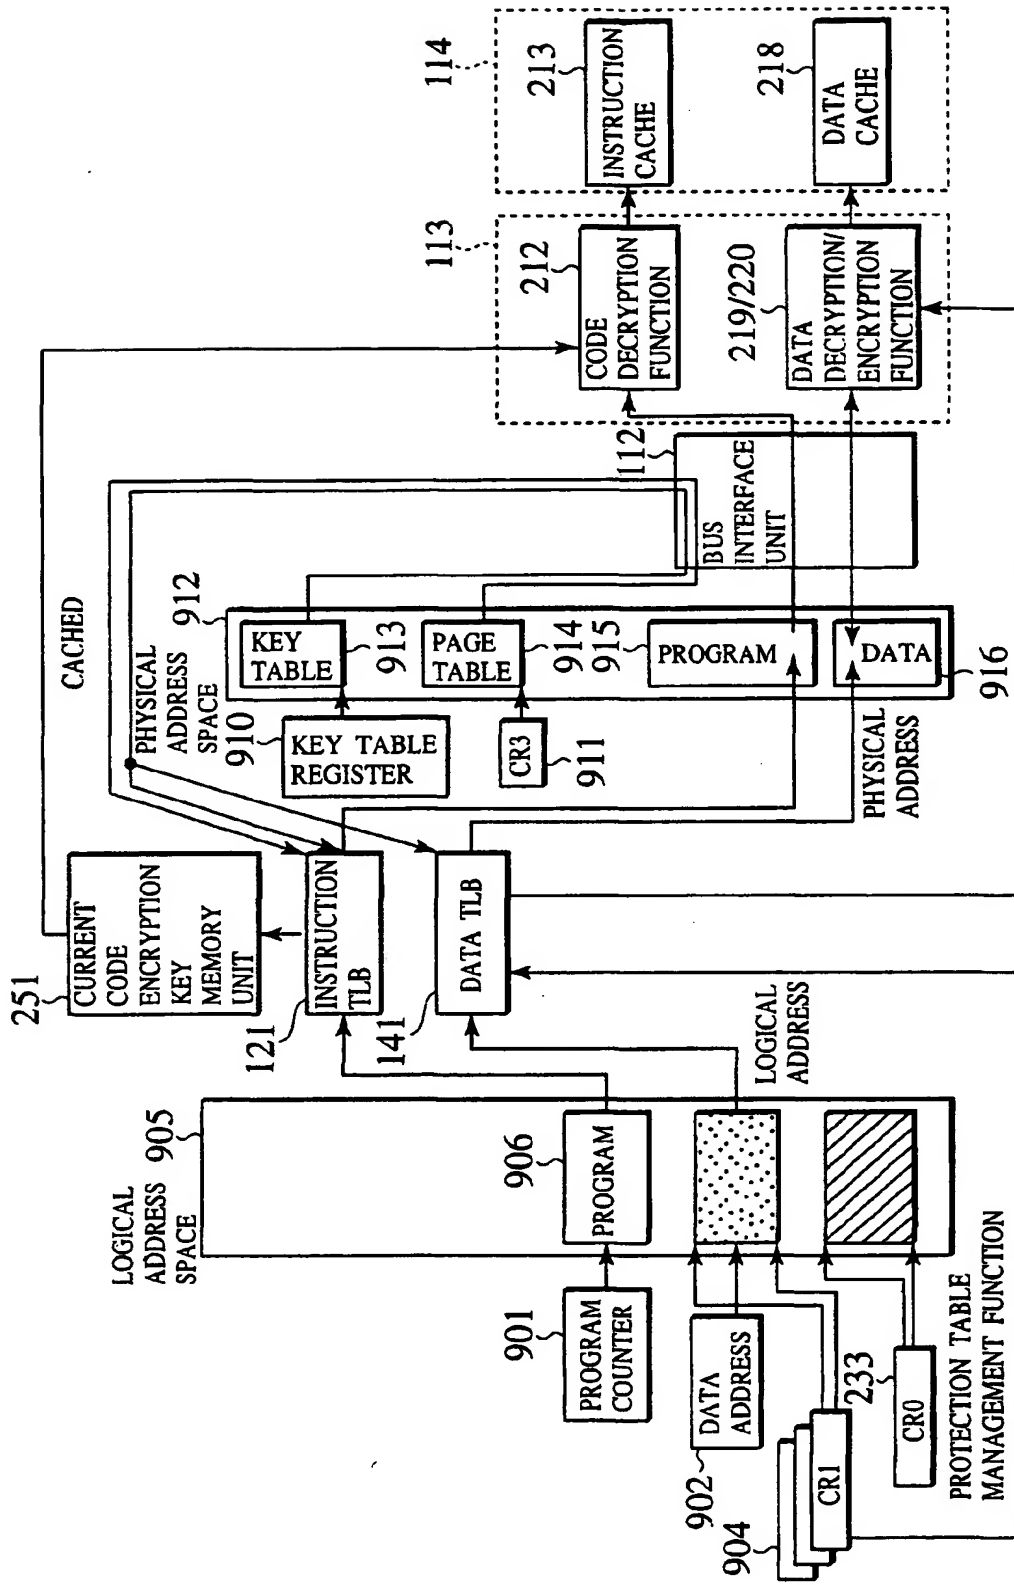 114
213
INSTRUCTION
CACHE
218
DATA
CACHE
113
212
CODE
DECRYPTION
FUNCTION
219/220
DATA
DECRYPTION/
ENCRYPTION
FUNCTION
112
BUS
INTERFACE
UNIT
CACHED
PHYSICAL
ADDRESS
SPACE
912
KEY
TABLE
913
PAGE
TABLE
914
915
PROGRAM
DATA
916
910
KEY TABLE
REGISTER
CR3
911
PHYSICAL
ADDRESS
251
CURRENT
CODE
ENCRYPTION
KEY
MEMORY
UNIT
121
INSTRUCTION
TLB
141
DATA TLB
LOGICAL
ADDRESS
LOGICAL
ADDRESS
SPACE
905
906
PROGRAM
901
PROGRAM
COUNTER
DATA
ADDRESS
902
904
CR1
233
CR0
PROTECTION TABLE
MANAGEMENT FUNCTION